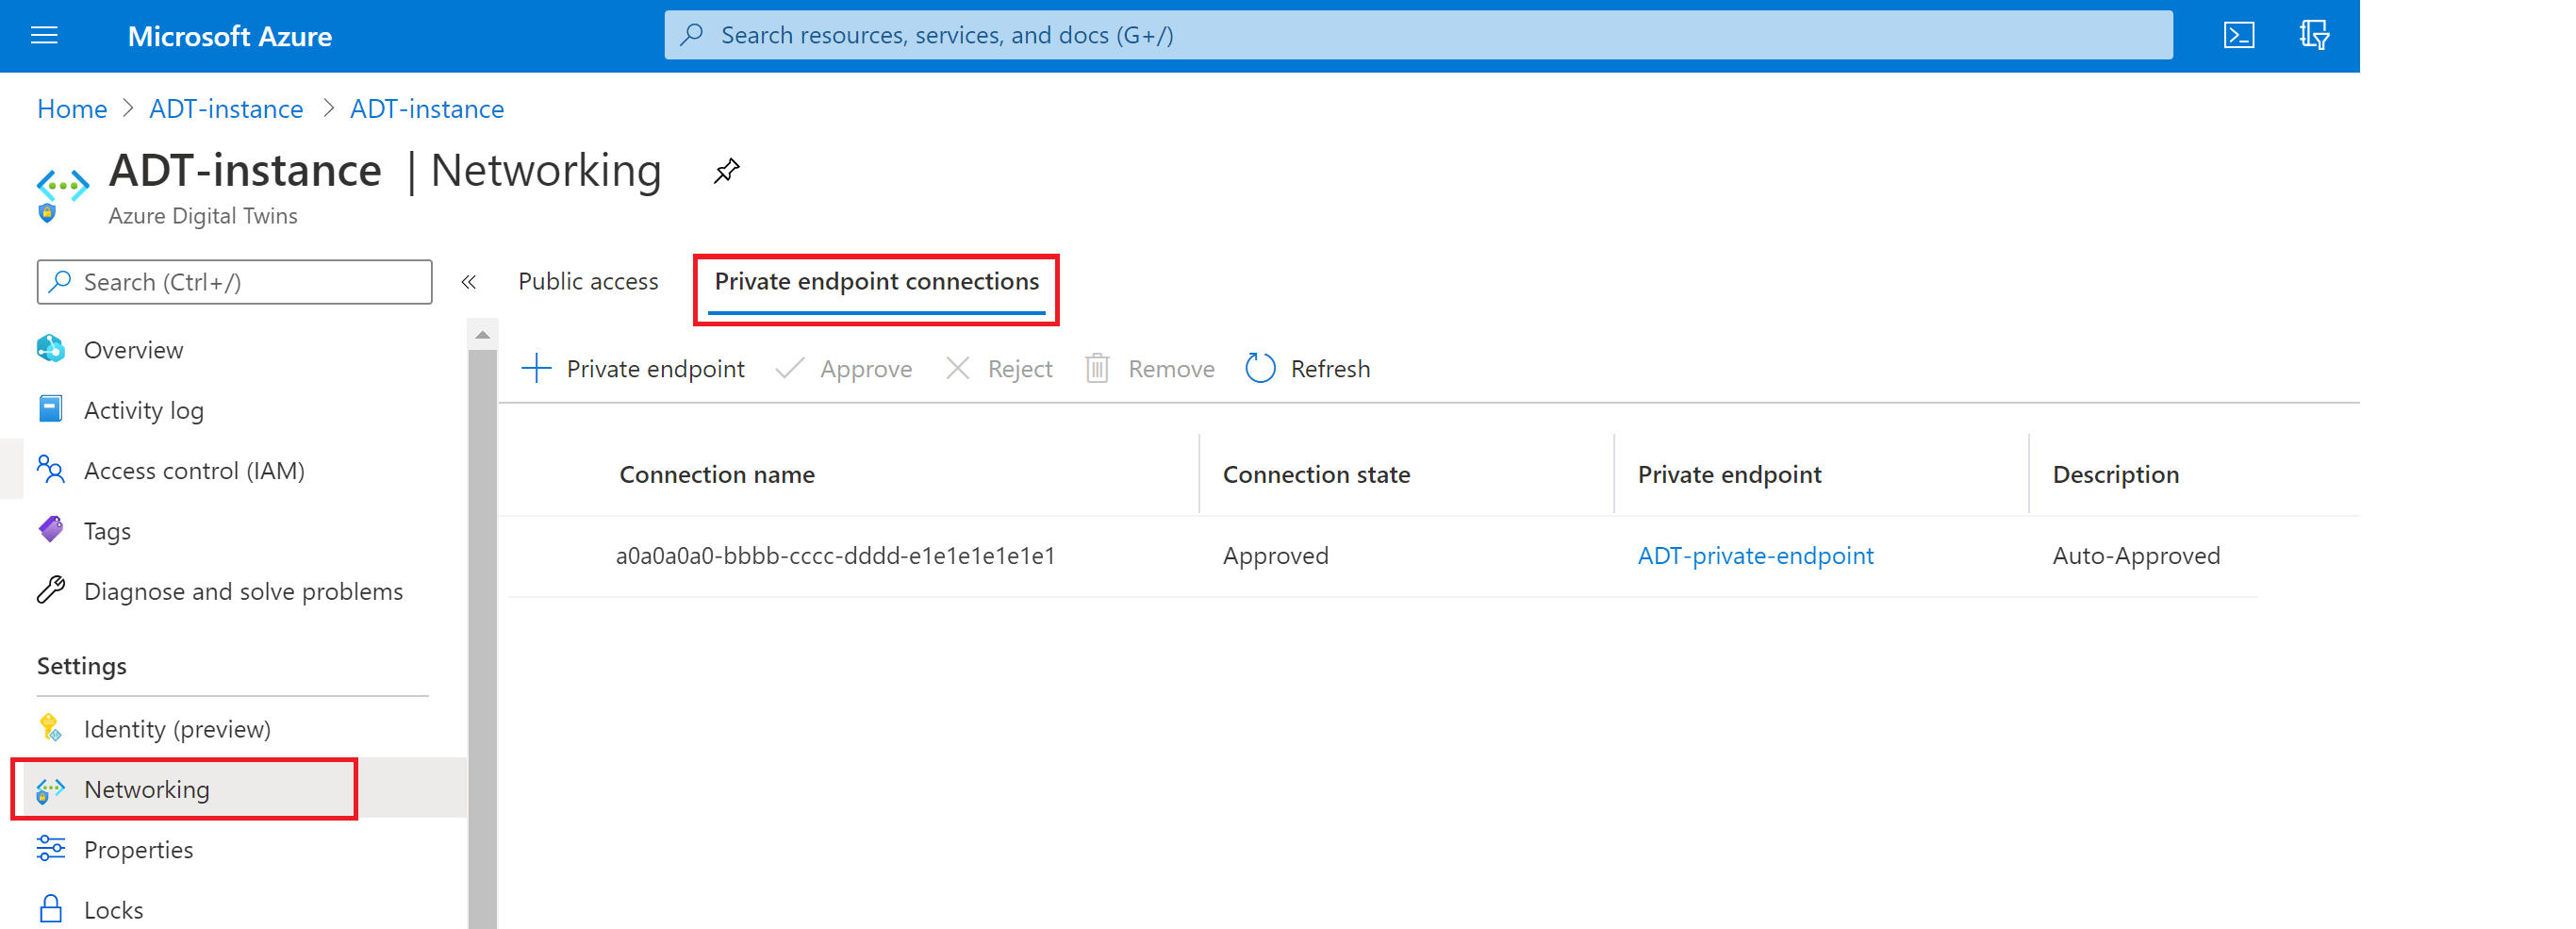 Microsoft Azure
Search resources, services, and docs (G+/)
Home > ADT-instance > ADT-instance
ADT-instance | Networking
Azure Digital Twins
Search (Ctrl+/)
«
Public access
Private endpoint connections
Private endpoint
Approve
Reject
Remove
Refresh
Overview
Activity log
Access control (IAM)
Tags
Diagnose and solve problems
Settings
Identity (preview)
Networking
Properties
Locks
Connection name
Connection state
Private endpoint
Description
a0a0a0a0-bbbb-cccc-dddd-e1e1e1e1e1e1
Approved
ADT-private-endpoint
Auto-Approved